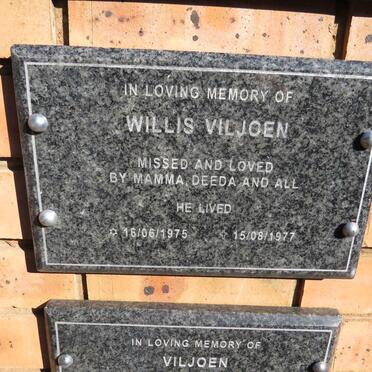 IN LOVING MEMORY OF
WILLIS VILJOEN
MISSED AND LOVED
BY MAMMA, DEEDA AND ALL
HE LIVED
☆ 16/06/1975 15/08/1977
IN LOVING MEMORY OF
VILJOEN